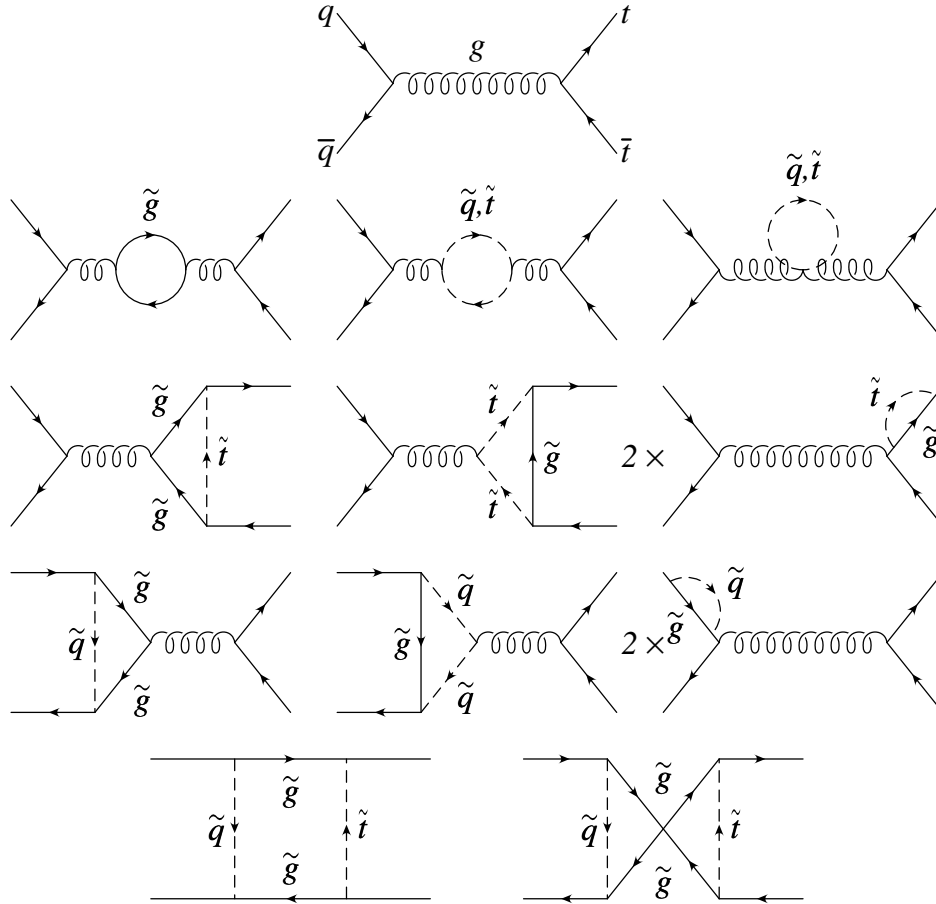 q g t
q̅ t̅
g̃ q̃,t̃ q̃,t̃
g̃ t̃ t̃
t̃ g̃ 2 × g̃
g̃ t̃
g̃ q̃ q̃
q̃ g̃ 2 × g̃
g̃ q̃
g̃ g̃
q̃ t̃ q̃ t̃
g̃ g̃